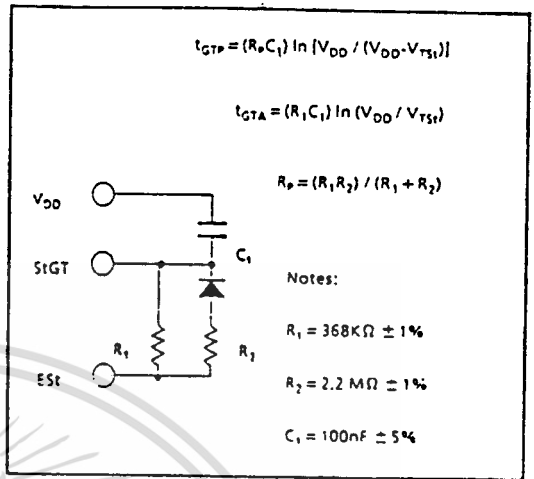 t_GTP = (R_P C_1) ln [V_DD / (V_DD-V_TSt)]
t_GTA = (R_1 C_1) ln (V_DD / V_TSt)
R_P = (R_1 R_2) / (R_1 + R_2)
V_DD
C_1
StGT
Notes:
R_1
R_2
R_1 = 368KΩ ± 1%
ESt
R_2 = 2.2 MΩ ± 1%
C_1 = 100nF ± 5%